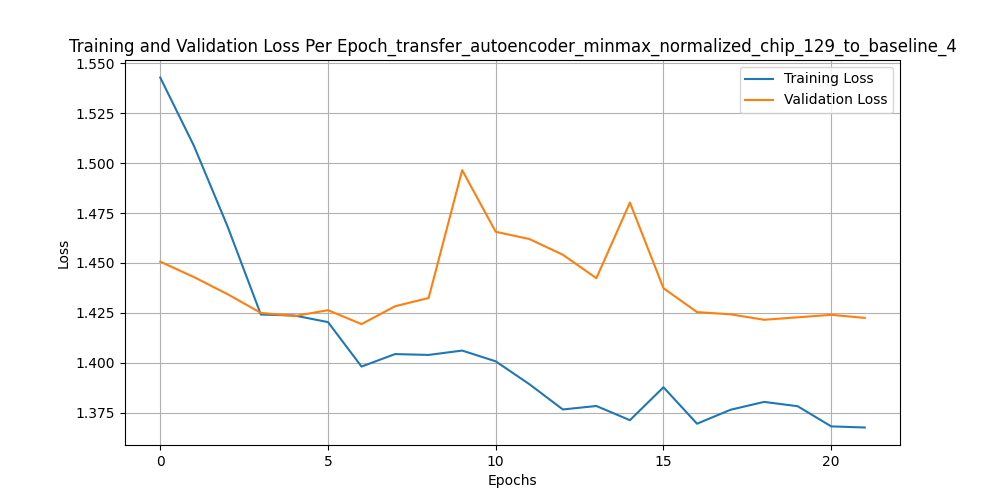 Training and Validation Loss Per Epoch_transfer_autoencoder_minmax_normalized_chip_129_to_baseline_4
Training Loss
Validation Loss
1.550
1.525
1.500
1.475
1.450
1.425
1.400
1.375
Loss
0 5 10 15 20
Epochs